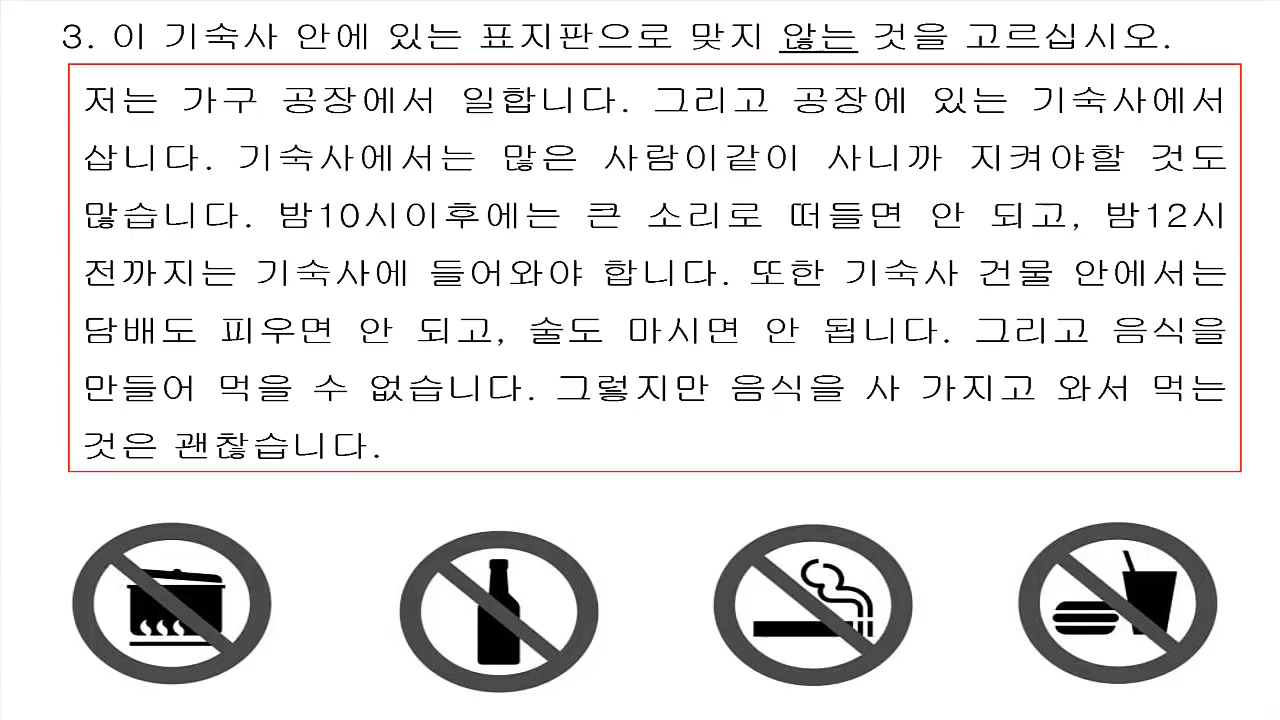 3. 이 기숙사 안에 있는 표지판으로 맞지 않는 것을 고르십시오.
저는 가구 공장에서 일합니다. 그리고 공장에 있는 기숙사에서
삽니다. 기숙사에서는 많은 사람이같이 사니까 지켜야할 것도
많습니다. 밤10시이후에는 큰 소리로 떠들면 안 되고, 밤12시
전까지는 기숙사에 들어와야 합니다. 또한 기숙사 건물 안에서는
담배도 피우면 안 되고, 술도 마시면 안 됩니다. 그리고 음식을
만들어 먹을 수 없습니다. 그렇지만 음식을 사 가지고 와서 먹는
것은 괜찮습니다.